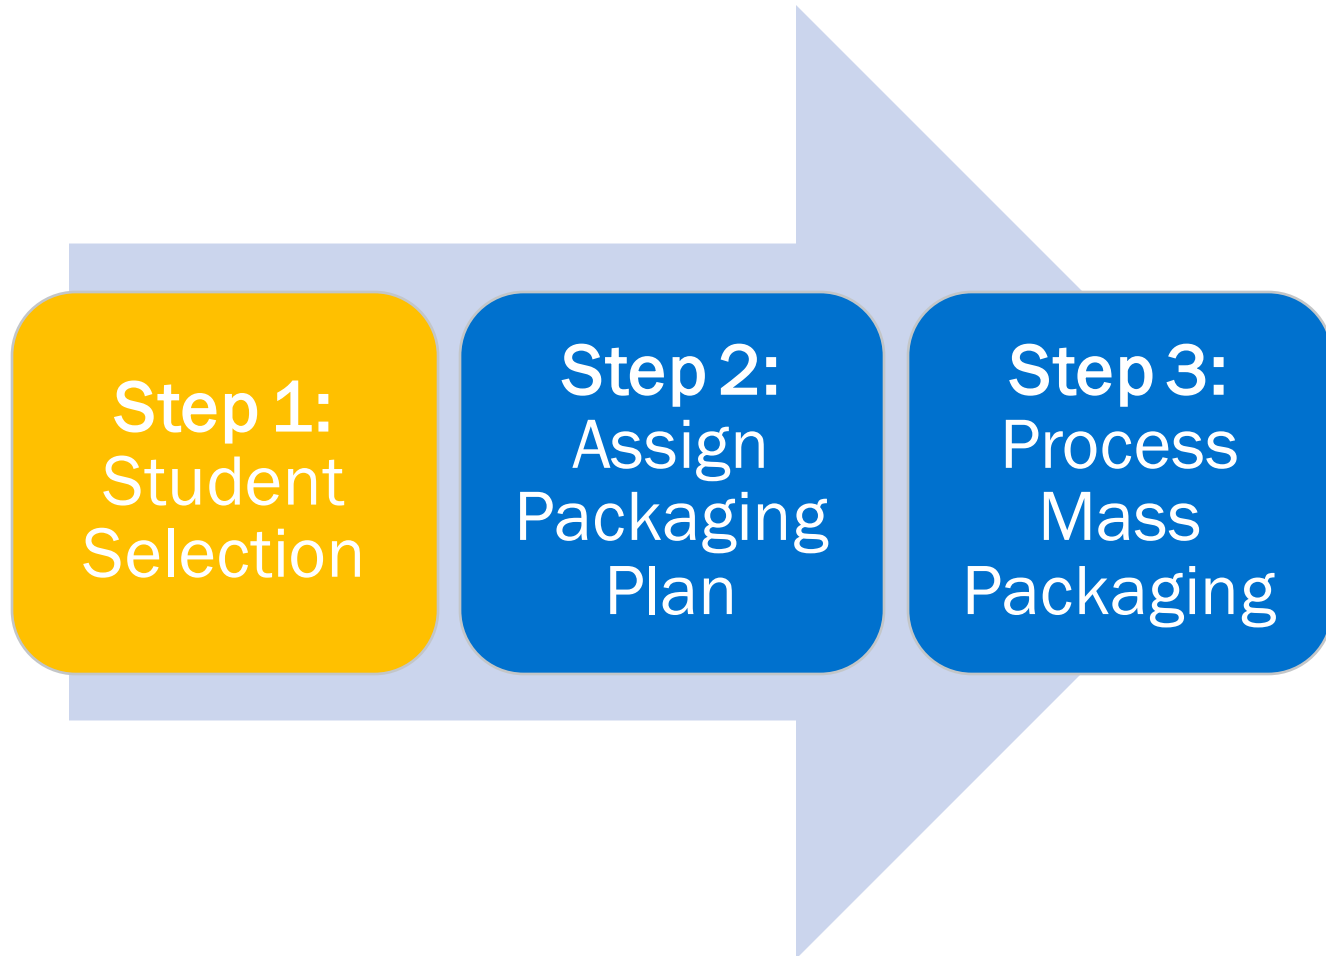 Step 1:
Student
Selection
Step 2:
Assign
Packaging
Plan
Step 3:
Process
Mass
Packaging